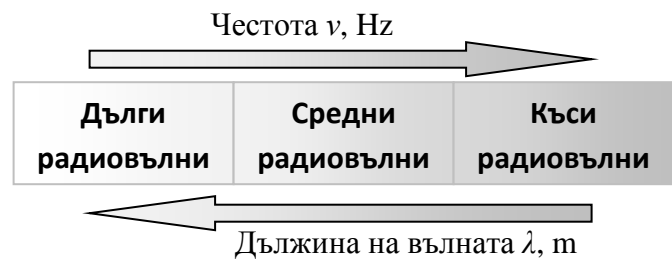 Честота ν, Hz
Дълги радиовълни
Средни радиовълни
Къси радиовълни
Дължина на вълната λ, m